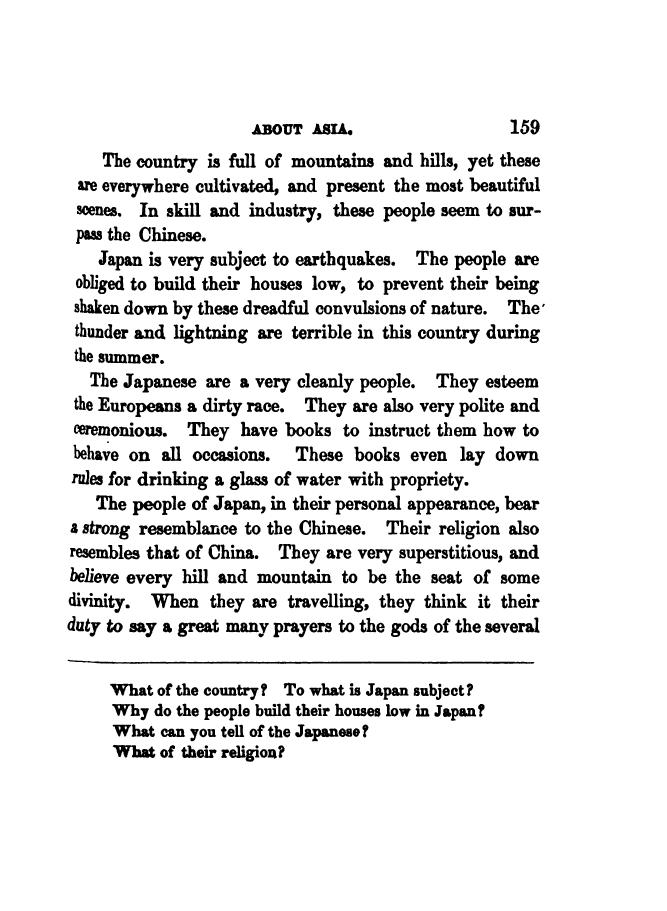 ABOUT ASIA. 159
The country is full of mountains and hills, yet these
are everywhere cultivated, and present the most beautiful
scenes. In skill and industry, these people seem to sur-
pass the Chinese.
Japan is very subject to earthquakes. The people are
obliged to build their houses low, to prevent their being
shaken down by these dreadful convulsions of nature. The
thunder and lightning are terrible in this country during
the summer.
The Japanese are a very cleanly people. They esteem
the Europeans a dirty race. They are also very polite and
ceremonious. They have books to instruct them how to
behave on all occasions. These books even lay down
rules for drinking a glass of water with propriety.
The people of Japan, in their personal appearance, bear
a strong resemblance to the Chinese. Their religion also
resembles that of China. They are very superstitious, and
believe every hill and mountain to be the seat of some
divinity. When they are travelling, they think it their
duty to say a great many prayers to the gods of the several
What of the country? To what is Japan subject?
Why do the people build their houses low in Japan?
What can you tell of the Japanese?
What of their religion?